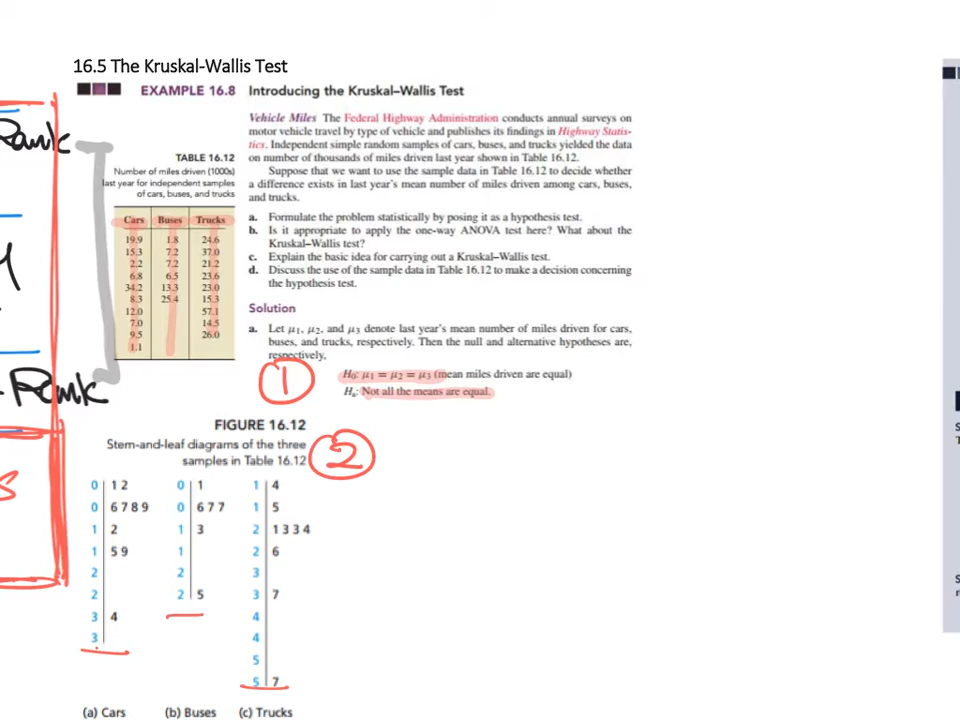 16.5 The Kruskal-Wallis Test
EXAMPLE 16.8 Introducing the Kruskal–Wallis Test
Vehicle Miles The Federal Highway Administration conducts annual surveys on
motor vehicle travel by type of vehicle and publishes its findings in Highway Statis-
tics. Independent simple random samples of cars, buses, and trucks yielded the data
on number of thousands of miles driven last year shown in Table 16.12.
Suppose that we want to use the sample data in Table 16.12 to decide whether
a difference exists in last year's mean number of miles driven among cars, buses,
and trucks.
a. Formulate the problem statistically by posing it as a hypothesis test.
b. Is it appropriate to apply the one-way ANOVA test here? What about the
Kruskal–Wallis test?
c. Explain the basic idea for carrying out a Kruskal–Wallis test.
d. Discuss the use of the sample data in Table 16.12 to make a decision concerning
the hypothesis test.
Solution
a. Let μ1, μ2, and μ3 denote last year's mean number of miles driven for cars,
buses, and trucks, respectively. Then the null and alternative hypotheses are,
respectively,
H0: μ1 = μ2 = μ3 (mean miles driven are equal)
Ha: Not all the means are equal.
Rank
Rank
TABLE 16.12
Number of miles driven (1000s)
last year for independent samples
of cars, buses, and trucks
Cars Buses Trucks
19.9 1.8 24.6
15.3 7.2 37.0
2.2 7.2 21.2
6.8 6.5 23.6
34.2 13.3 23.0
8.3 25.4 15.3
12.0 57.1
7.0 14.5
9.5 26.0
1.1
1
FIGURE 16.12
Stem-and-leaf diagrams of the three
samples in Table 16.12
2
0 1 2
0 6 7 8 9
1 2
1 5 9
2
2
3 4
3
(a) Cars
0 1
0 6 7 7
1 3
1
2
2 5
(b) Buses
1 4
1 5
2 1 3 3 4
2 6
3
3 7
4
4
5
5 7
(c) Trucks